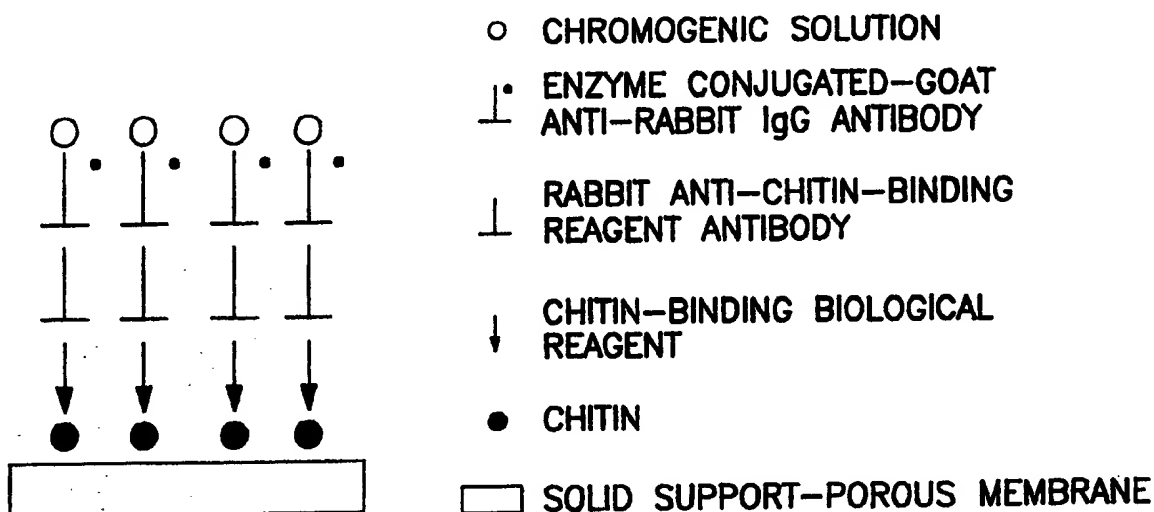 CHROMOGENIC SOLUTION
ENZYME CONJUGATED-GOAT
ANTI-RABBIT IgG ANTIBODY
RABBIT ANTI-CHITIN-BINDING
REAGENT ANTIBODY
CHITIN-BINDING BIOLOGICAL
REAGENT
CHITIN
SOLID SUPPORT-POROUS MEMBRANE